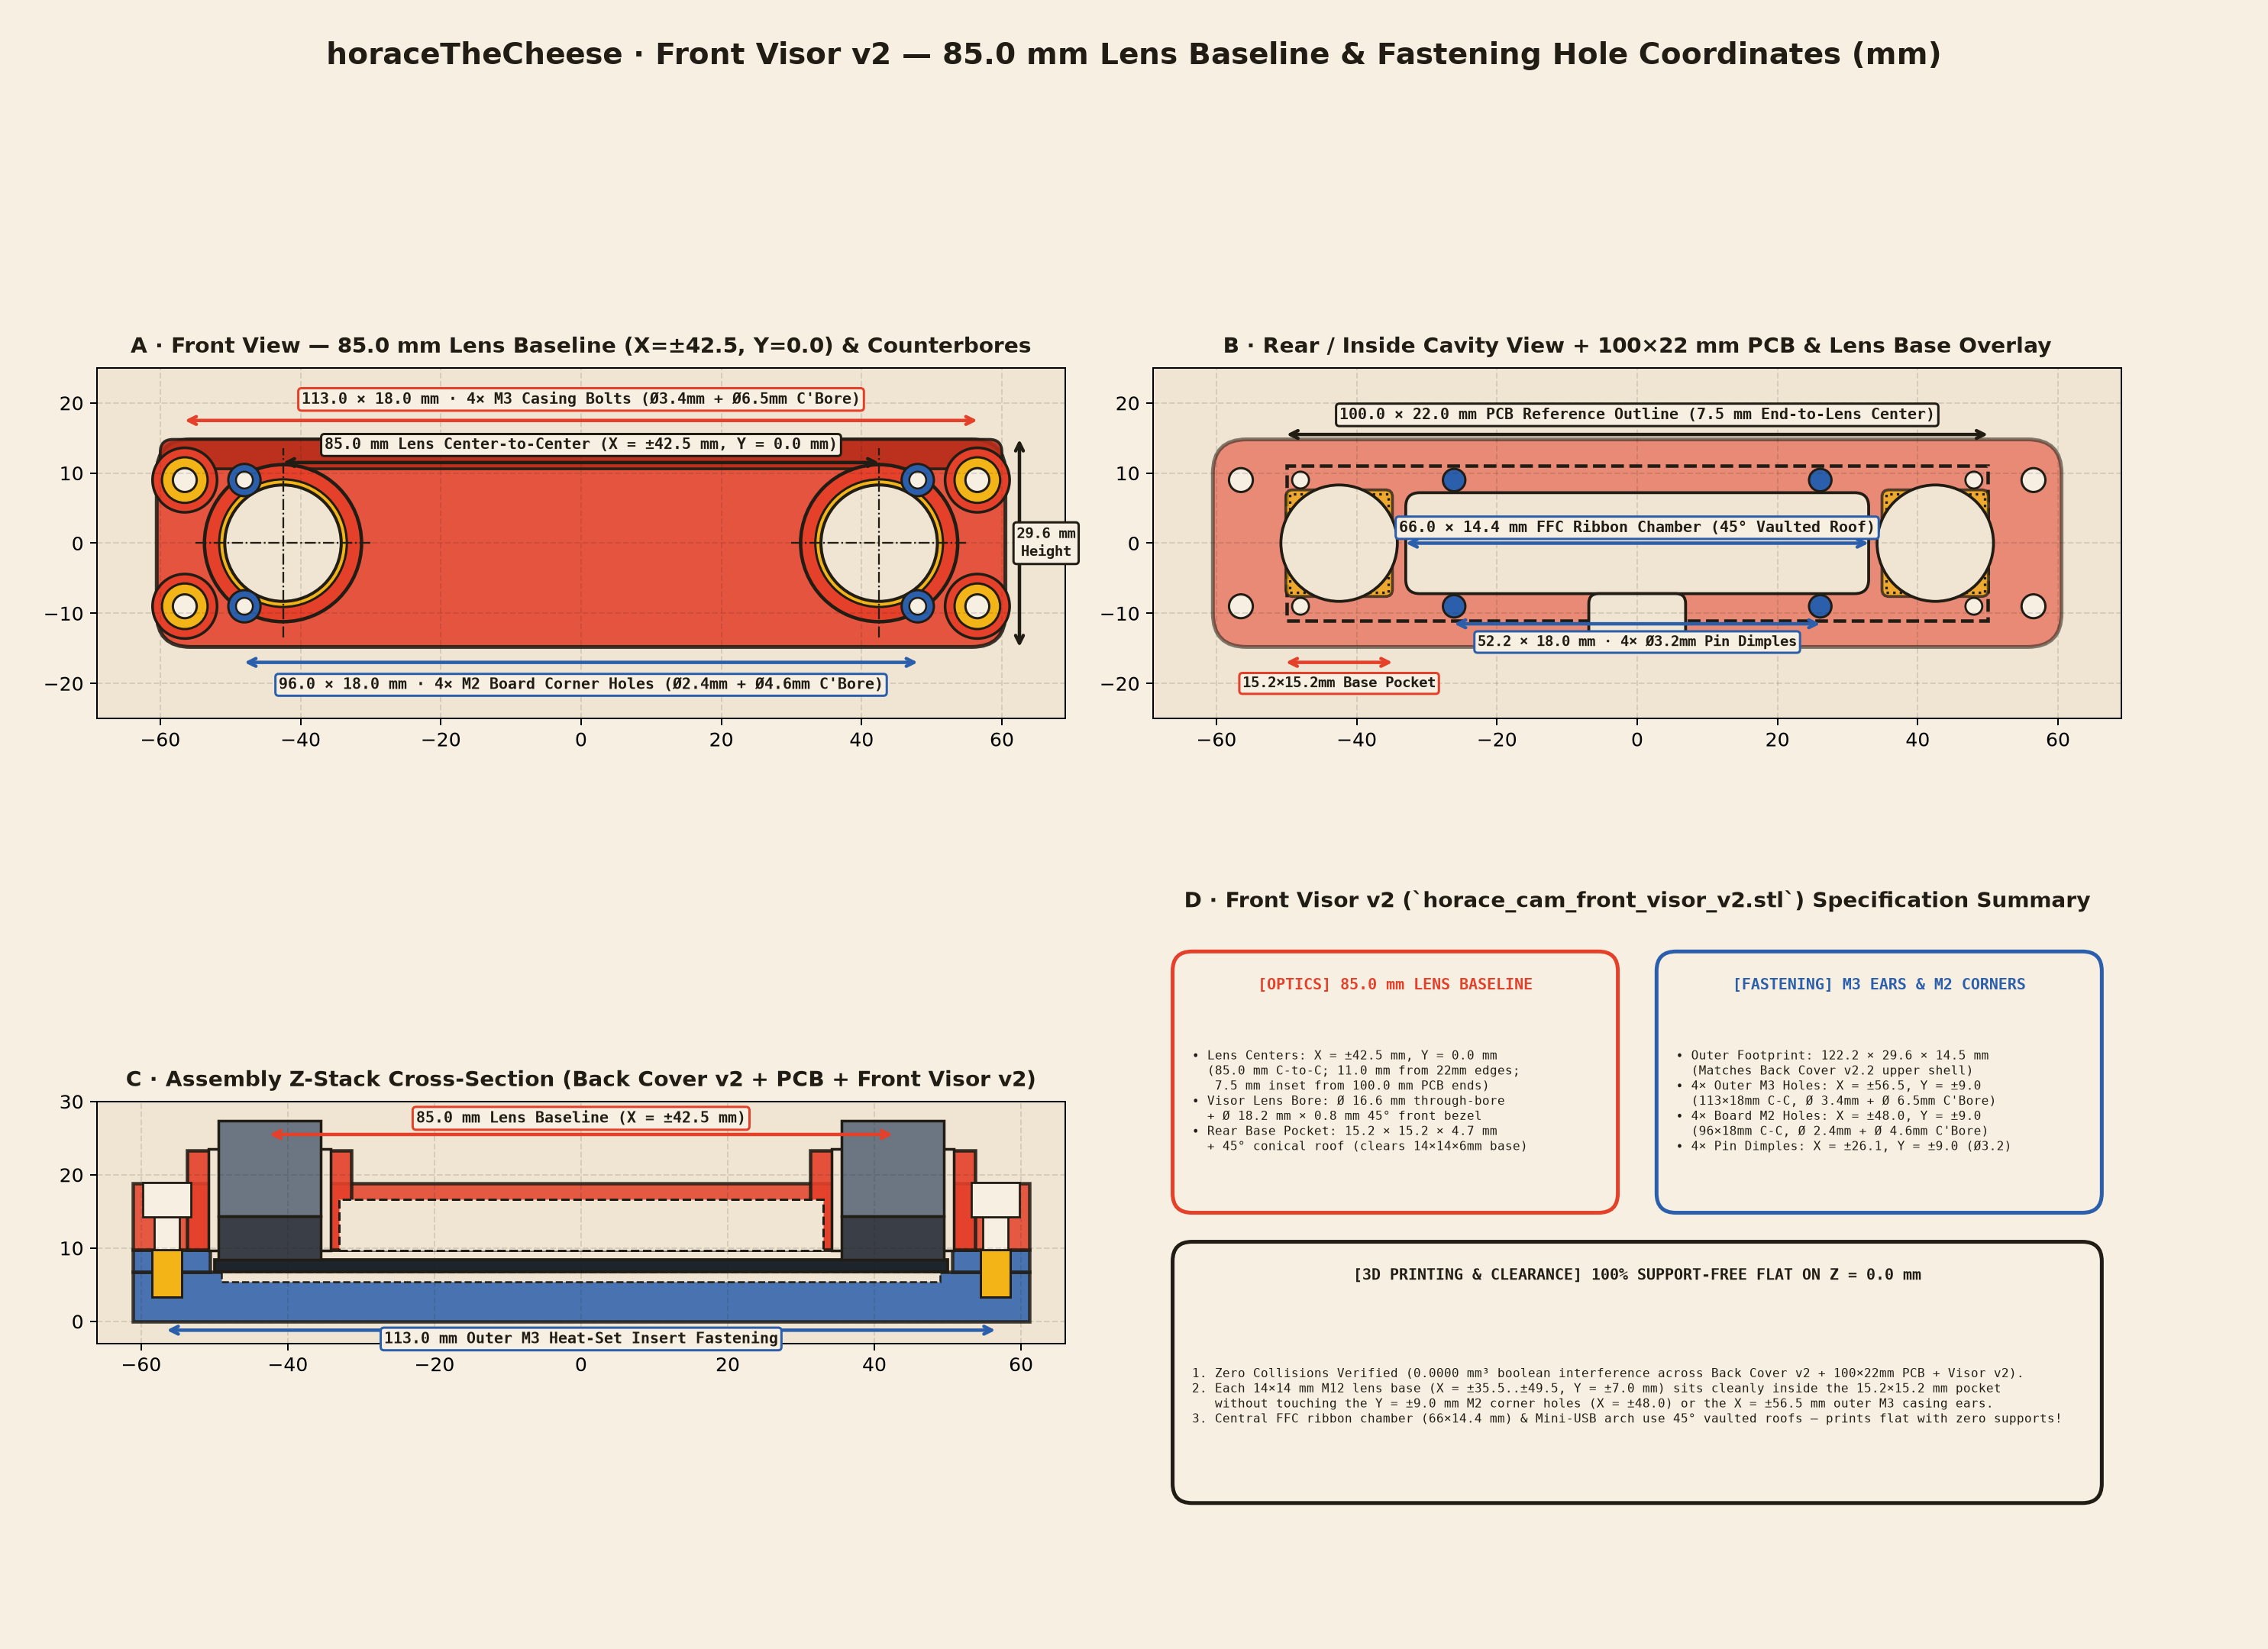 horaceTheCheese · Front Visor v2 — 85.0 mm Lens Baseline & Fastening Hole Coordinates (mm)
A · Front View — 85.0 mm Lens Baseline (X=±42.5, Y=0.0) & Counterbores
113.0 × 18.0 mm · 4× M3 Casing Bolts (Ø3.4mm + Ø6.5mm C'Bore)
85.0 mm Lens Center-to-Center (X = ±42.5 mm, Y = 0.0 mm)
29.6 mm
Height
96.0 × 18.0 mm · 4× M2 Board Corner Holes (Ø2.4mm + Ø4.6mm C'Bore)
20
10
0
−10
−20
−60
−40
−20
0
20
40
60
B · Rear / Inside Cavity View + 100×22 mm PCB & Lens Base Overlay
100.0 × 22.0 mm PCB Reference Outline (7.5 mm End-to-Lens Center)
66.0 × 14.4 mm FFC Ribbon Chamber (45° Vaulted Roof)
52.2 × 18.0 mm · 4× Ø3.2mm Pin Dimples
15.2×15.2mm Base Pocket
20
10
0
−10
−20
−60
−40
−20
0
20
40
60
C · Assembly Z-Stack Cross-Section (Back Cover v2 + PCB + Front Visor v2)
85.0 mm Lens Baseline (X = ±42.5 mm)
113.0 mm Outer M3 Heat-Set Insert Fastening
30
20
10
0
−60
−40
−20
0
20
40
60
D · Front Visor v2 (`horace_cam_front_visor_v2.stl`) Specification Summary
[OPTICS] 85.0 mm LENS BASELINE
• Lens Centers: X = ±42.5 mm, Y = 0.0 mm
(85.0 mm C-to-C; 11.0 mm from 22mm edges;
7.5 mm inset from 100.0 mm PCB ends)
• Visor Lens Bore: Ø 16.6 mm through-bore
+ Ø 18.2 mm × 0.8 mm 45° front bezel
• Rear Base Pocket: 15.2 × 15.2 × 4.7 mm
+ 45° conical roof (clears 14×14×6mm base)
[FASTENING] M3 EARS & M2 CORNERS
• Outer Footprint: 122.2 × 29.6 × 14.5 mm
(Matches Back Cover v2.2 upper shell)
• 4× Outer M3 Holes: X = ±56.5, Y = ±9.0
(113×18mm C-C, Ø 3.4mm + Ø 6.5mm C'Bore)
• 4× Board M2 Holes: X = ±48.0, Y = ±9.0
(96×18mm C-C, Ø 2.4mm + Ø 4.6mm C'Bore)
• 4× Pin Dimples: X = ±26.1, Y = ±9.0 (Ø3.2)
[3D PRINTING & CLEARANCE] 100% SUPPORT-FREE FLAT ON Z = 0.0 mm
1. Zero Collisions Verified (0.0000 mm³ boolean interference across Back Cover v2 + 100×22mm PCB + Visor v2).
2. Each 14×14 mm M12 lens base (X = ±35.5..±49.5, Y = ±7.0 mm) sits cleanly inside the 15.2×15.2 mm pocket
without touching the Y = ±9.0 mm M2 corner holes (X = ±48.0) or the X = ±56.5 mm outer M3 casing ears.
3. Central FFC ribbon chamber (66×14.4 mm) & Mini-USB arch use 45° vaulted roofs — prints flat with zero supports!